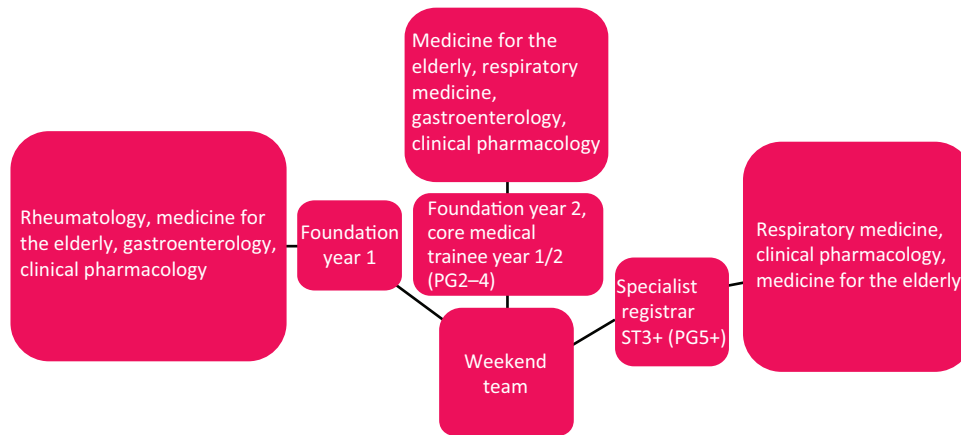 Medicine for the
elderly, respiratory
medicine,
gastroenterology,
clinical pharmacology
Rheumatology, medicine for
the elderly, gastroenterology,
clinical pharmacology
Foundation
year 1
Foundation year 2,
core medical
trainee year 1/2
(PG2–4)
Specialist
registrar
ST3+ (PG5+)
Respiratory medicine,
clinical pharmacology,
medicine for the elderly
Weekend
team